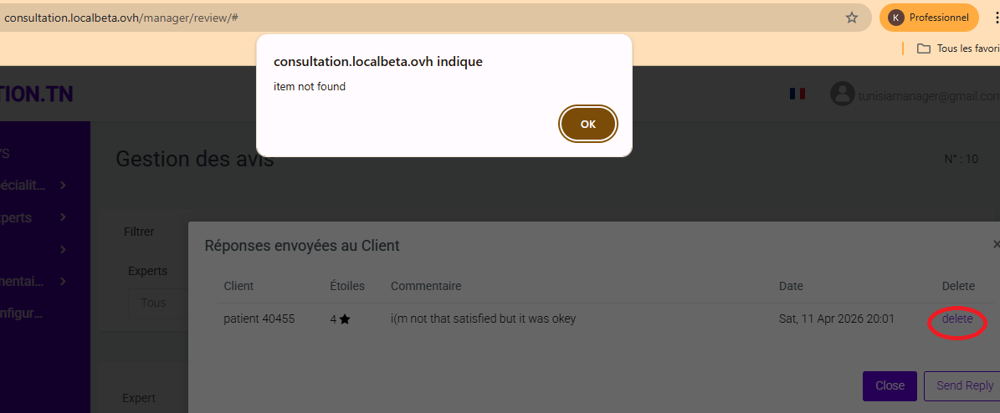 consultation.localbeta.ovh/manager/review/#
K Professionnel
Tous les favori
consultation.localbeta.ovh indique
item not found
OK
TION.TN
tunisiamanager@gmail.com
Gestion des avis
N° : 10
YS
écialit...
perts
mentai...
nfigur...
Filtrer
Experts
Tous
Expert
Réponses envoyées au Client
×
Client Étoiles Commentaire Date Delete
patient 40455 4 ★ i(m not that satisfied but it was okey Sat, 11 Apr 2026 20:01 delete
Close Send Reply